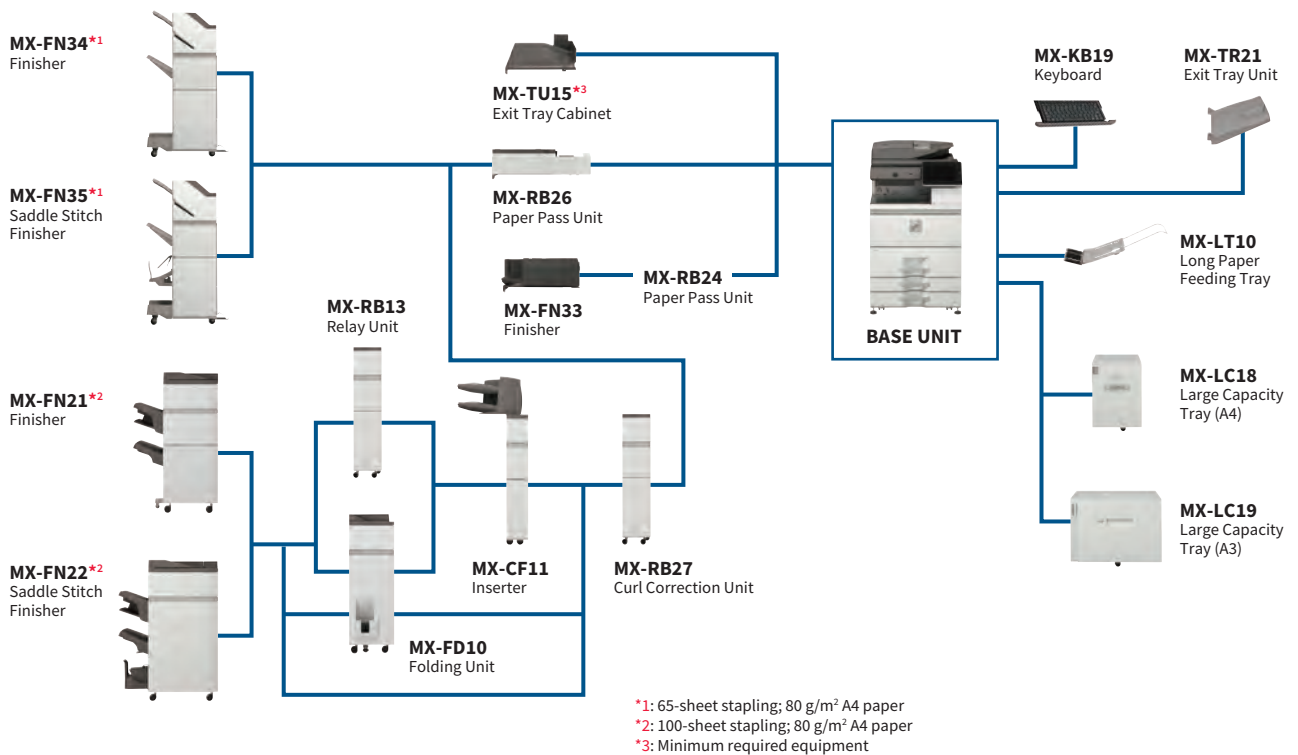 MX-FN34*1
Finisher
MX-TU15*3
Exit Tray Cabinet
MX-KB19
Keyboard
MX-TR21
Exit Tray Unit
MX-FN35*1
Saddle Stitch
Finisher
MX-RB26
Paper Pass Unit
MX-LT10
Long Paper
Feeding Tray
MX-FN33
Finisher
MX-RB24
Paper Pass Unit
BASE UNIT
MX-RB13
Relay Unit
MX-FN21*2
Finisher
MX-LC18
Large Capacity
Tray (A4)
MX-LC19
Large Capacity
Tray (A3)
MX-FN22*2
Saddle Stitch
Finisher
MX-CF11
Inserter
MX-RB27
Curl Correction Unit
MX-FD10
Folding Unit
*1: 65-sheet stapling; 80 g/m² A4 paper
*2: 100-sheet stapling; 80 g/m² A4 paper
*3: Minimum required equipment